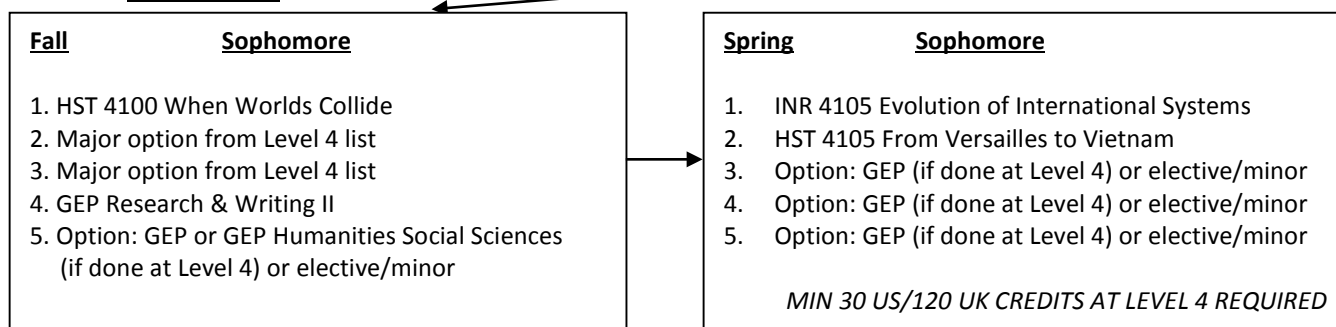 Fall Sophomore
1. HST 4100 When Worlds Collide
2. Major option from Level 4 list
3. Major option from Level 4 list
4. GEP Research & Writing II
5. Option: GEP or GEP Humanities Social Sciences
(if done at Level 4) or elective/minor
Spring Sophomore
1. INR 4105 Evolution of International Systems
2. HST 4105 From Versailles to Vietnam
3. Option: GEP (if done at Level 4) or elective/minor
4. Option: GEP (if done at Level 4) or elective/minor
5. Option: GEP (if done at Level 4) or elective/minor
MIN 30 US/120 UK CREDITS AT LEVEL 4 REQUIRED